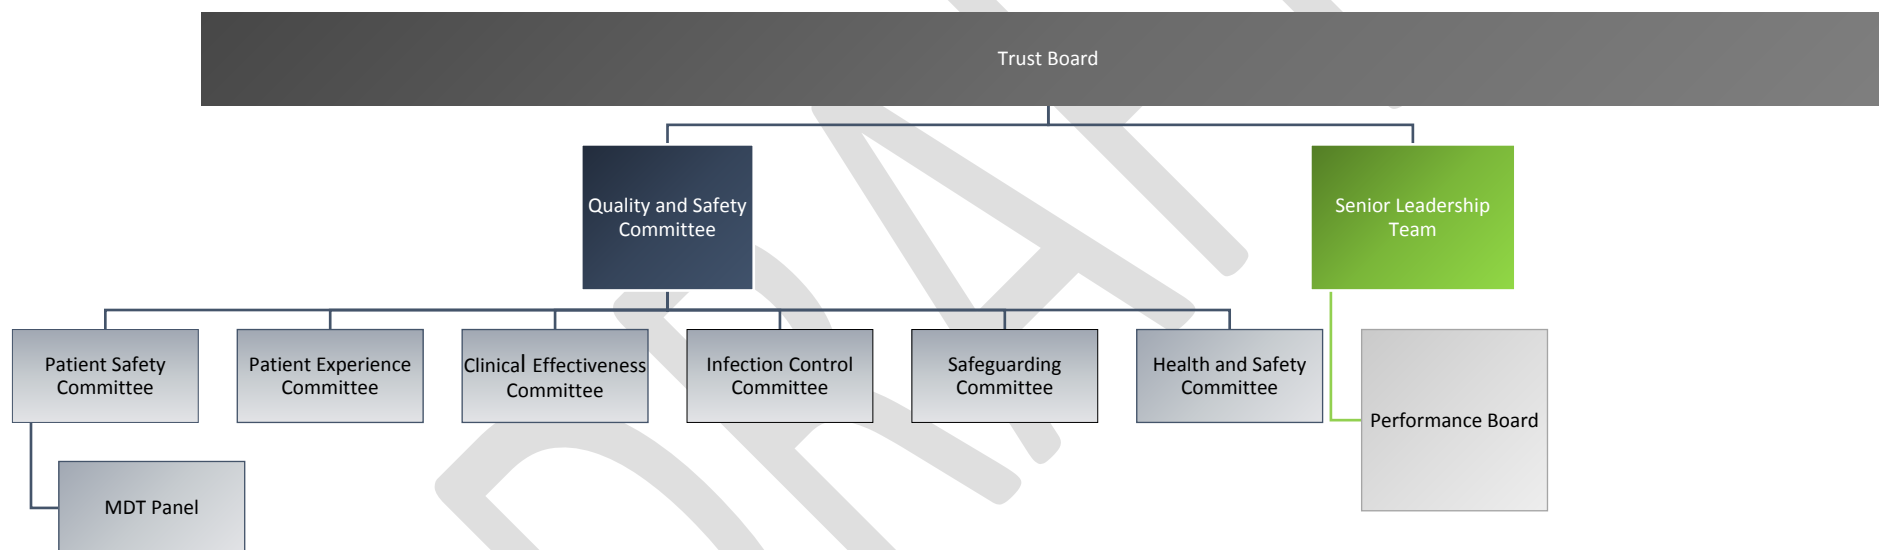 Trust Board
Quality and Safety
Committee
Senior Leadership
Team
Patient Safety
Committee
Patient Experience
Committee
Clinical Effectiveness
Committee
Infection Control
Committee
Safeguarding
Committee
Health and Safety
Committee
Performance Board
MDT Panel
DRAF